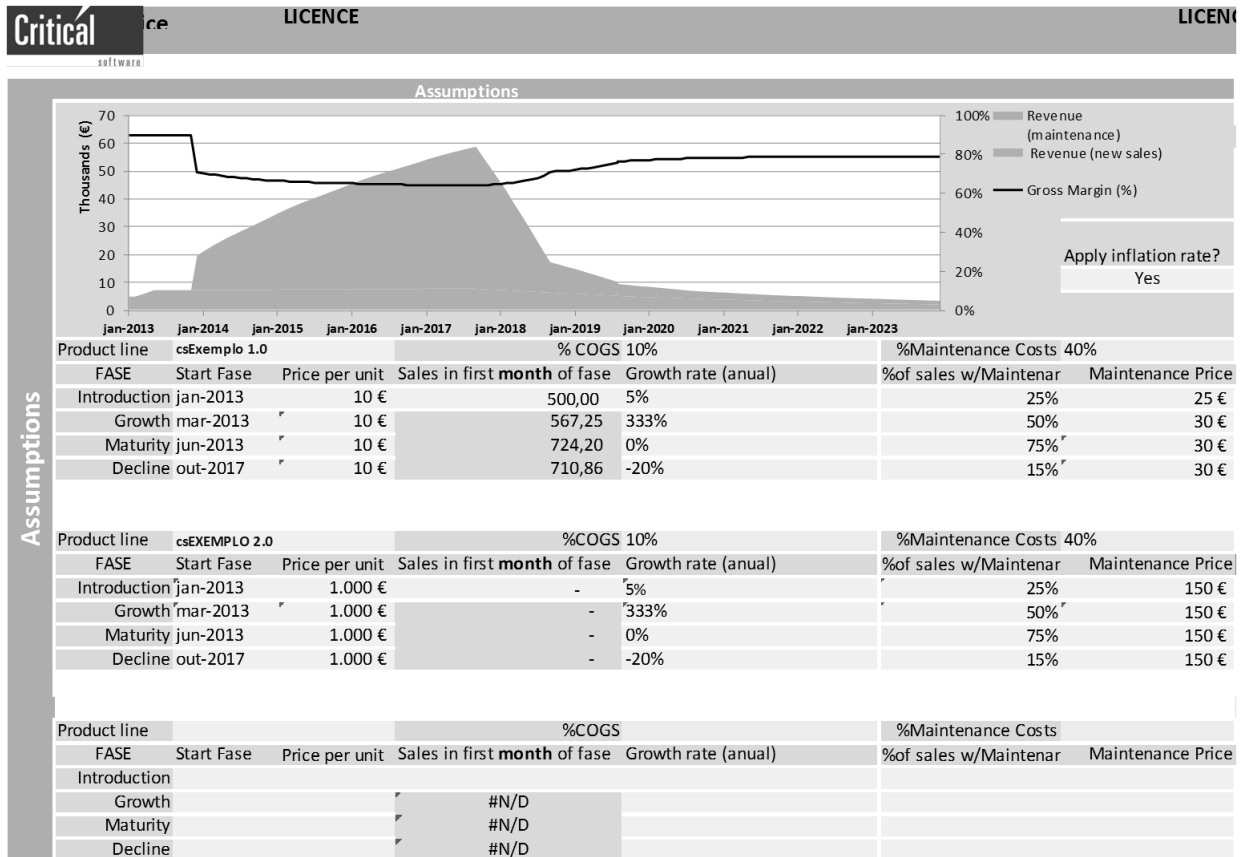 Critical
software
ice
LICENCE
LICEN
Assumptions
Assumptions
Thousands (€)
70
60
50
40
30
20
10
0
100%
80%
60%
40%
20%
0%
jan-2013 jan-2014 jan-2015 jan-2016 jan-2017 jan-2018 jan-2019 jan-2020 jan-2021 jan-2022 jan-2023
Revenue
(maintenance)
Revenue (new sales)
Gross Margin (%)
Apply inflation rate?
Yes
Product line csExemplo 1.0 % COGS 10% %Maintenance Costs 40%
FASE Start Fase Price per unit Sales in first month of fase Growth rate (anual) %of sales w/Maintenar Maintenance Price
Introduction jan-2013 10 € 500,00 5% 25% 25 €
Growth mar-2013 10 € 567,25 333% 50% 30 €
Maturity jun-2013 10 € 724,20 0% 75% 30 €
Decline out-2017 10 € 710,86 -20% 15% 30 €
Product line csEXEMPLO 2.0 %COGS 10% %Maintenance Costs 40%
FASE Start Fase Price per unit Sales in first month of fase Growth rate (anual) %of sales w/Maintenar Maintenance Price
Introduction jan-2013 1.000 € - 5% 25% 150 €
Growth mar-2013 1.000 € - 333% 50% 150 €
Maturity jun-2013 1.000 € - 0% 75% 150 €
Decline out-2017 1.000 € - -20% 15% 150 €
Product line %COGS %Maintenance Costs
FASE Start Fase Price per unit Sales in first month of fase Growth rate (anual) %of sales w/Maintenar Maintenance Price
Introduction
Growth #N/D
Maturity #N/D
Decline #N/D